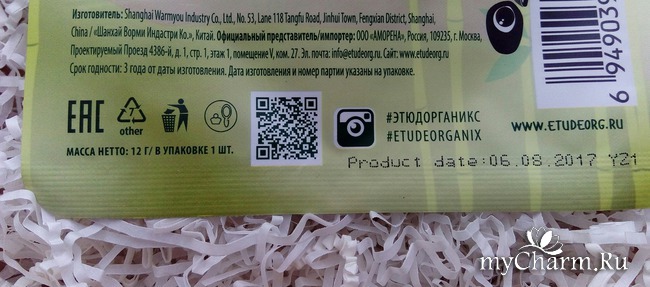 Изготовитель: Shanghai Warmyou Industry Co., Ltd., No. 53, Lane 118 Tangfu Road, Jinhui Town, Fengxian District, Shanghai,
China / «Шанхай Ворми Индастри Ко», Китай. Официальный представитель/импортер: ООО «АМОРЕНА», Россия, 109235, г. Москва,
Проектируемый Проезд 4386-й, д. 1, стр. 1, этаж 1, помещение V, ком. 27. Эл. почта: info@etudeorg.ru. Сайт: www.etudeorg.ru.
Срок годности: 3 года от даты изготовления. Дата изготовления и номер партии указаны на упаковке.
6 949039
EAC
7
other
#ЭТЮДОРГАНИКС
#ETUDEORGANIX
WWW.ETUDEORG.RU
МАССА НЕТТО: 12 Г/ В УПАКОВКЕ 1 ШТ.
Product date:06.08.2017 YZ1
myCharm.Ru